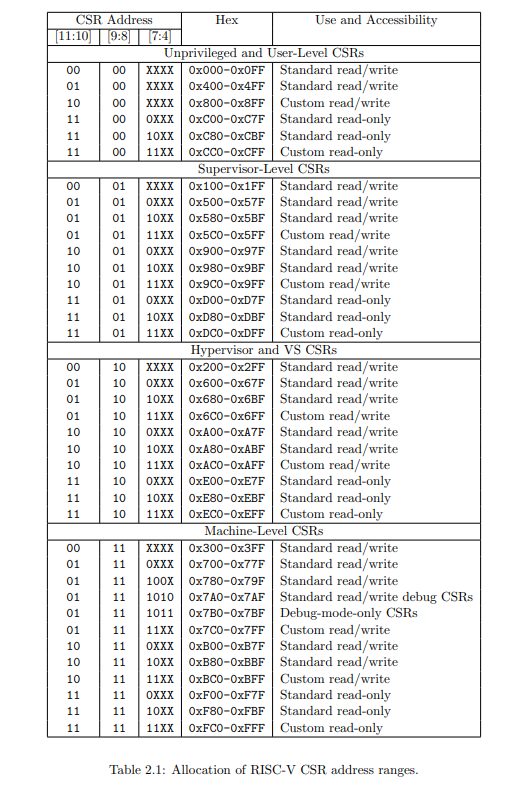 CSR Address Hex Use and Accessibility
[11:10] [9:8] [7:4]
Unprivileged and User-Level CSRs
00 00 XXXX 0x000-0x0FF Standard read/write
01 00 XXXX 0x400-0x4FF Standard read/write
10 00 XXXX 0x800-0x8FF Custom read/write
11 00 0XXX 0xC00-0xC7F Standard read-only
11 00 10XX 0xC80-0xCBF Standard read-only
11 00 11XX 0xCC0-0xCFF Custom read-only
Supervisor-Level CSRs
00 01 XXXX 0x100-0x1FF Standard read/write
01 01 0XXX 0x500-0x57F Standard read/write
01 01 10XX 0x580-0x5BF Standard read/write
01 01 11XX 0x5C0-0x5FF Custom read/write
10 01 0XXX 0x900-0x97F Standard read/write
10 01 10XX 0x980-0x9BF Standard read/write
10 01 11XX 0x9C0-0x9FF Custom read/write
11 01 0XXX 0xD00-0xD7F Standard read-only
11 01 10XX 0xD80-0xDBF Standard read-only
11 01 11XX 0xDC0-0xDFF Custom read-only
Hypervisor and VS CSRs
00 10 XXXX 0x200-0x2FF Standard read/write
01 10 0XXX 0x600-0x67F Standard read/write
01 10 10XX 0x680-0x6BF Standard read/write
01 10 11XX 0x6C0-0x6FF Custom read/write
10 10 0XXX 0xA00-0xA7F Standard read/write
10 10 10XX 0xA80-0xABF Standard read/write
10 10 11XX 0xAC0-0xAFF Custom read/write
11 10 0XXX 0xE00-0xE7F Standard read-only
11 10 10XX 0xE80-0xEBF Standard read-only
11 10 11XX 0xEC0-0xEFF Custom read-only
Machine-Level CSRs
00 11 XXXX 0x300-0x3FF Standard read/write
01 11 0XXX 0x700-0x77F Standard read/write
01 11 100X 0x780-0x79F Standard read/write
01 11 1010 0x7A0-0x7AF Standard read/write debug CSRs
01 11 1011 0x7B0-0x7BF Debug-mode-only CSRs
01 11 11XX 0x7C0-0x7FF Custom read/write
10 11 0XXX 0xB00-0xB7F Standard read/write
10 11 10XX 0xB80-0xBBF Standard read/write
10 11 11XX 0xBC0-0xBFF Custom read/write
11 11 0XXX 0xF00-0xF7F Standard read-only
11 11 10XX 0xF80-0xFBF Standard read-only
11 11 11XX 0xFC0-0xFFF Custom read-only
Table 2.1: Allocation of RISC-V CSR address ranges.